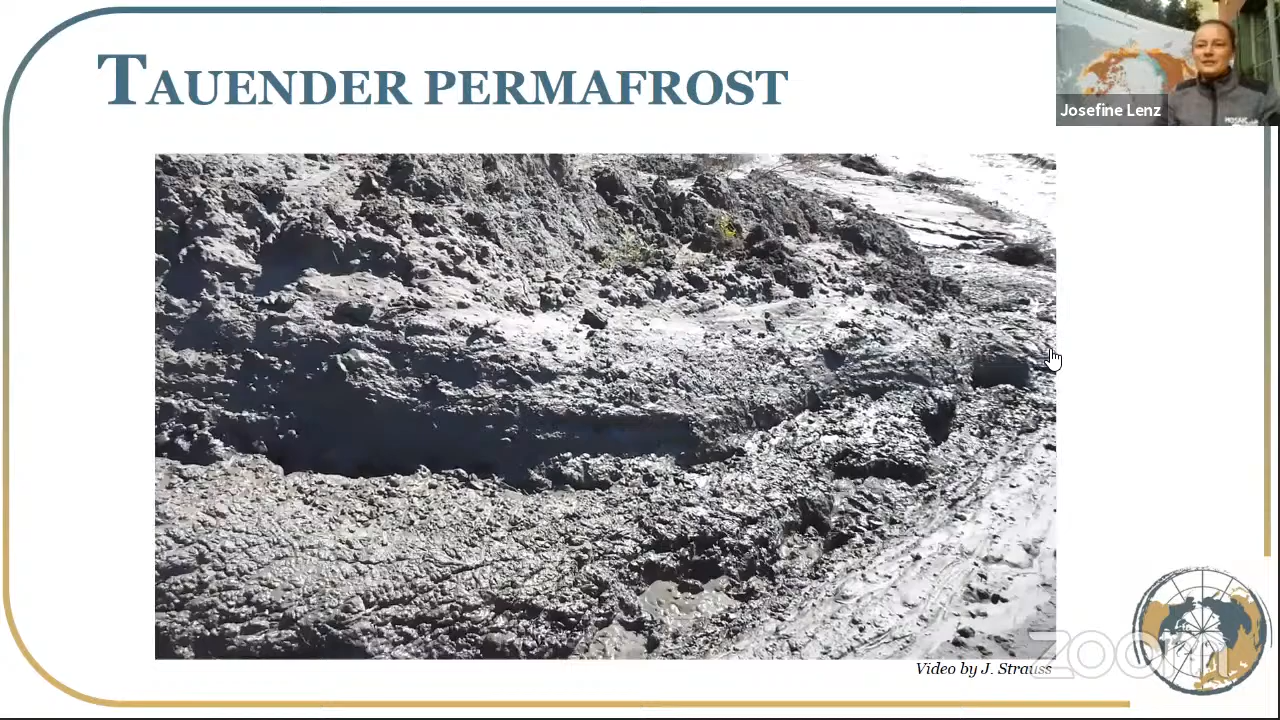 TAUENDER PERMAFROST
Josefine Lenz
Video by J. Strauss
zoom